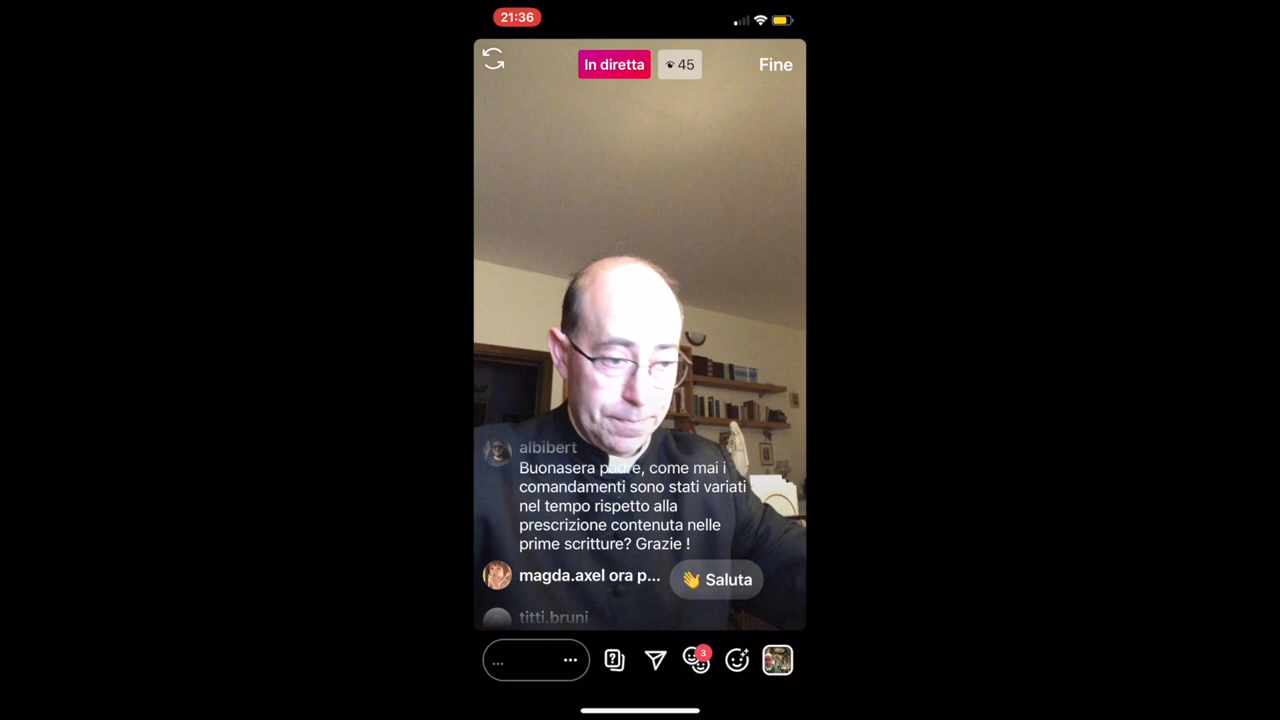 21:36
In diretta
45
Fine
albibert
Buonasera padre, come mai i
comandamenti sono stati variati
nel tempo rispetto alla
prescrizione contenuta nelle
prime scritture? Grazie !
magda.axel ora p...
Saluta
titti.bruni
...
3